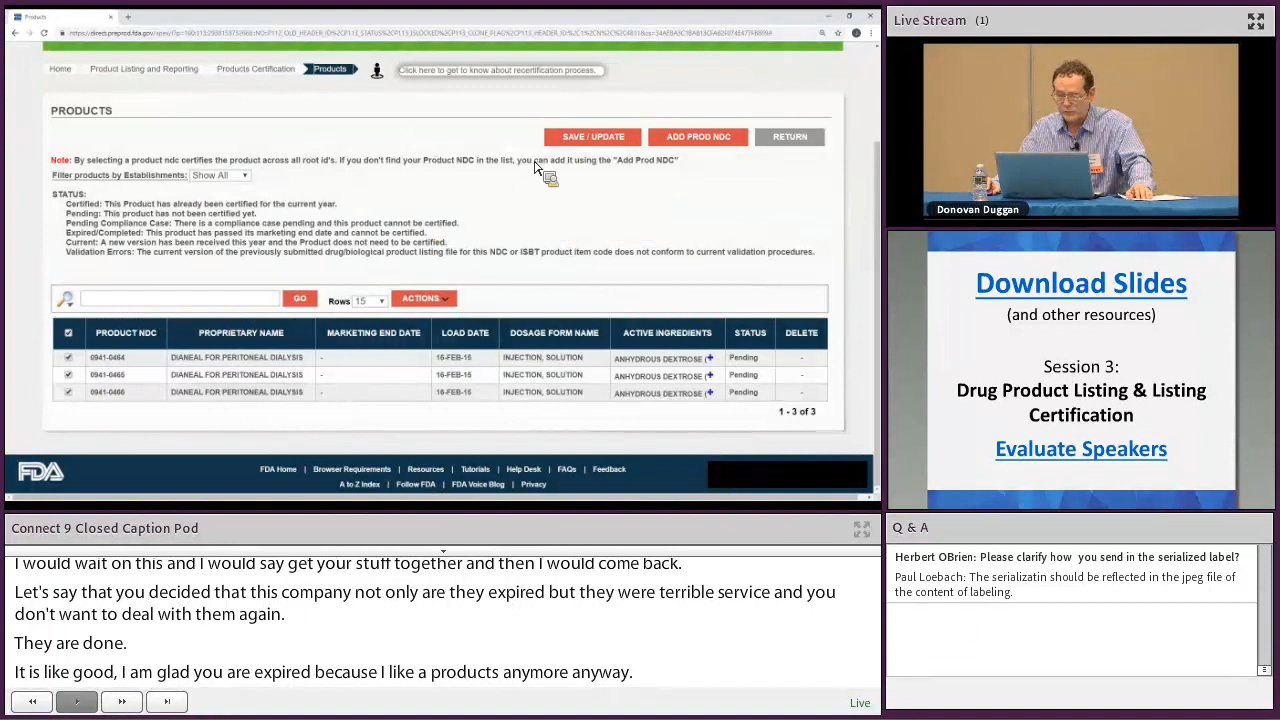 Products
Home
Product Listing and Reporting
Products Certification
Products
Click here to get to know about recertification process.
PRODUCTS
SAVE / UPDATE
ADD PROD NDC
RETURN
Note: By selecting a product ndc certifies the product across all root id's. If you don't find your Product NDC in the list, you can add it using the "Add Prod NDC"
Filter products by Establishments: Show All
STATUS:
Certified: This Product has already been certified for the current year.
Pending: This product has not been certified yet.
Pending Compliance Case: There is a compliance case pending and this product cannot be certified.
Expired/Completed: This product has passed its marketing end date and cannot be certified.
Current: A new version has been received this year and the Product does not need to be certified.
Validation Errors: The current version of the previously submitted drug/biological product listing file for this NDC or ISBT product item code does not conform to current validation procedures.
GO
Rows 15
ACTIONS
PRODUCT NDC PROPRIETARY NAME MARKETING END DATE LOAD DATE DOSAGE FORM NAME ACTIVE INGREDIENTS STATUS DELETE
0941-0464 DIANEAL FOR PERITONEAL DIALYSIS - 16-FEB-15 INJECTION, SOLUTION ANHYDROUS DEXTROSE (+ Pending -
0941-0465 DIANEAL FOR PERITONEAL DIALYSIS - 16-FEB-15 INJECTION, SOLUTION ANHYDROUS DEXTROSE (+ Pending -
0941-0466 DIANEAL FOR PERITONEAL DIALYSIS - 16-FEB-15 INJECTION, SOLUTION ANHYDROUS DEXTROSE (+ Pending -
1 - 3 of 3
FDA
FDA Home | Browser Requirements | Resources | Tutorials | Help Desk | FAQs | Feedback
A to Z Index | Follow FDA | FDA Voice Blog | Privacy
Connect 9 Closed Caption Pod
I would wait on this and I would say get your stuff together and then I would come back.
Let's say that you decided that this company not only are they expired but they were terrible service and you
don't want to deal with them again.
They are done.
It is like good, I am glad you are expired because I like a products anymore anyway.
Live
Live Stream (1)
Donovan Duggan
Download Slides
(and other resources)
Session 3:
Drug Product Listing & Listing
Certification
Evaluate Speakers
Q & A
Herbert OBrien: Please clarify how you send in the serialized label?
Paul Loebach: The serializatin should be reflected in the jpeg file of
the content of labeling.